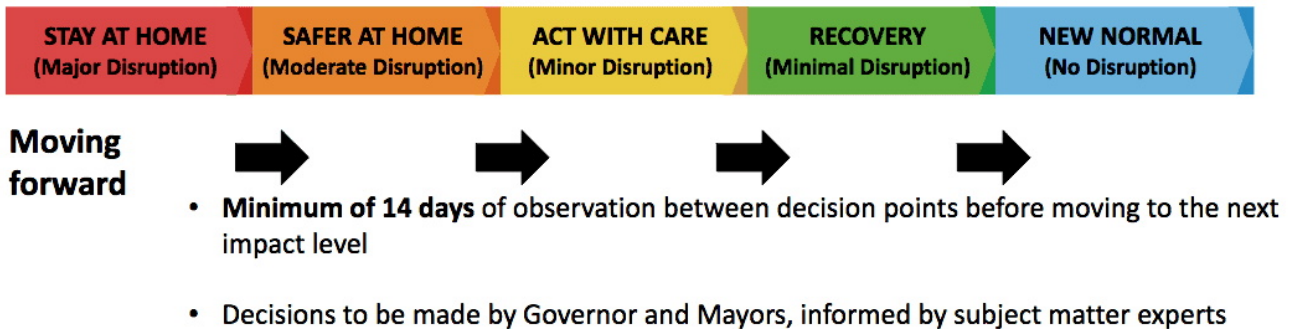 STAY AT HOME
(Major Disruption)
SAFER AT HOME
(Moderate Disruption)
ACT WITH CARE
(Minor Disruption)
RECOVERY
(Minimal Disruption)
NEW NORMAL
(No Disruption)
Moving
forward
• Minimum of 14 days of observation between decision points before moving to the next
impact level
• Decisions to be made by Governor and Mayors, informed by subject matter experts